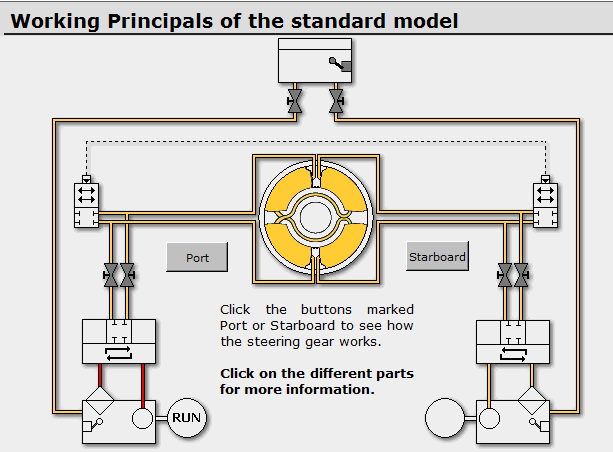 Working Principals of the standard model
Port
Starboard
Click the buttons marked
Port or Starboard to see how
the steering gear works.
Click on the different parts
for more information.
RUN